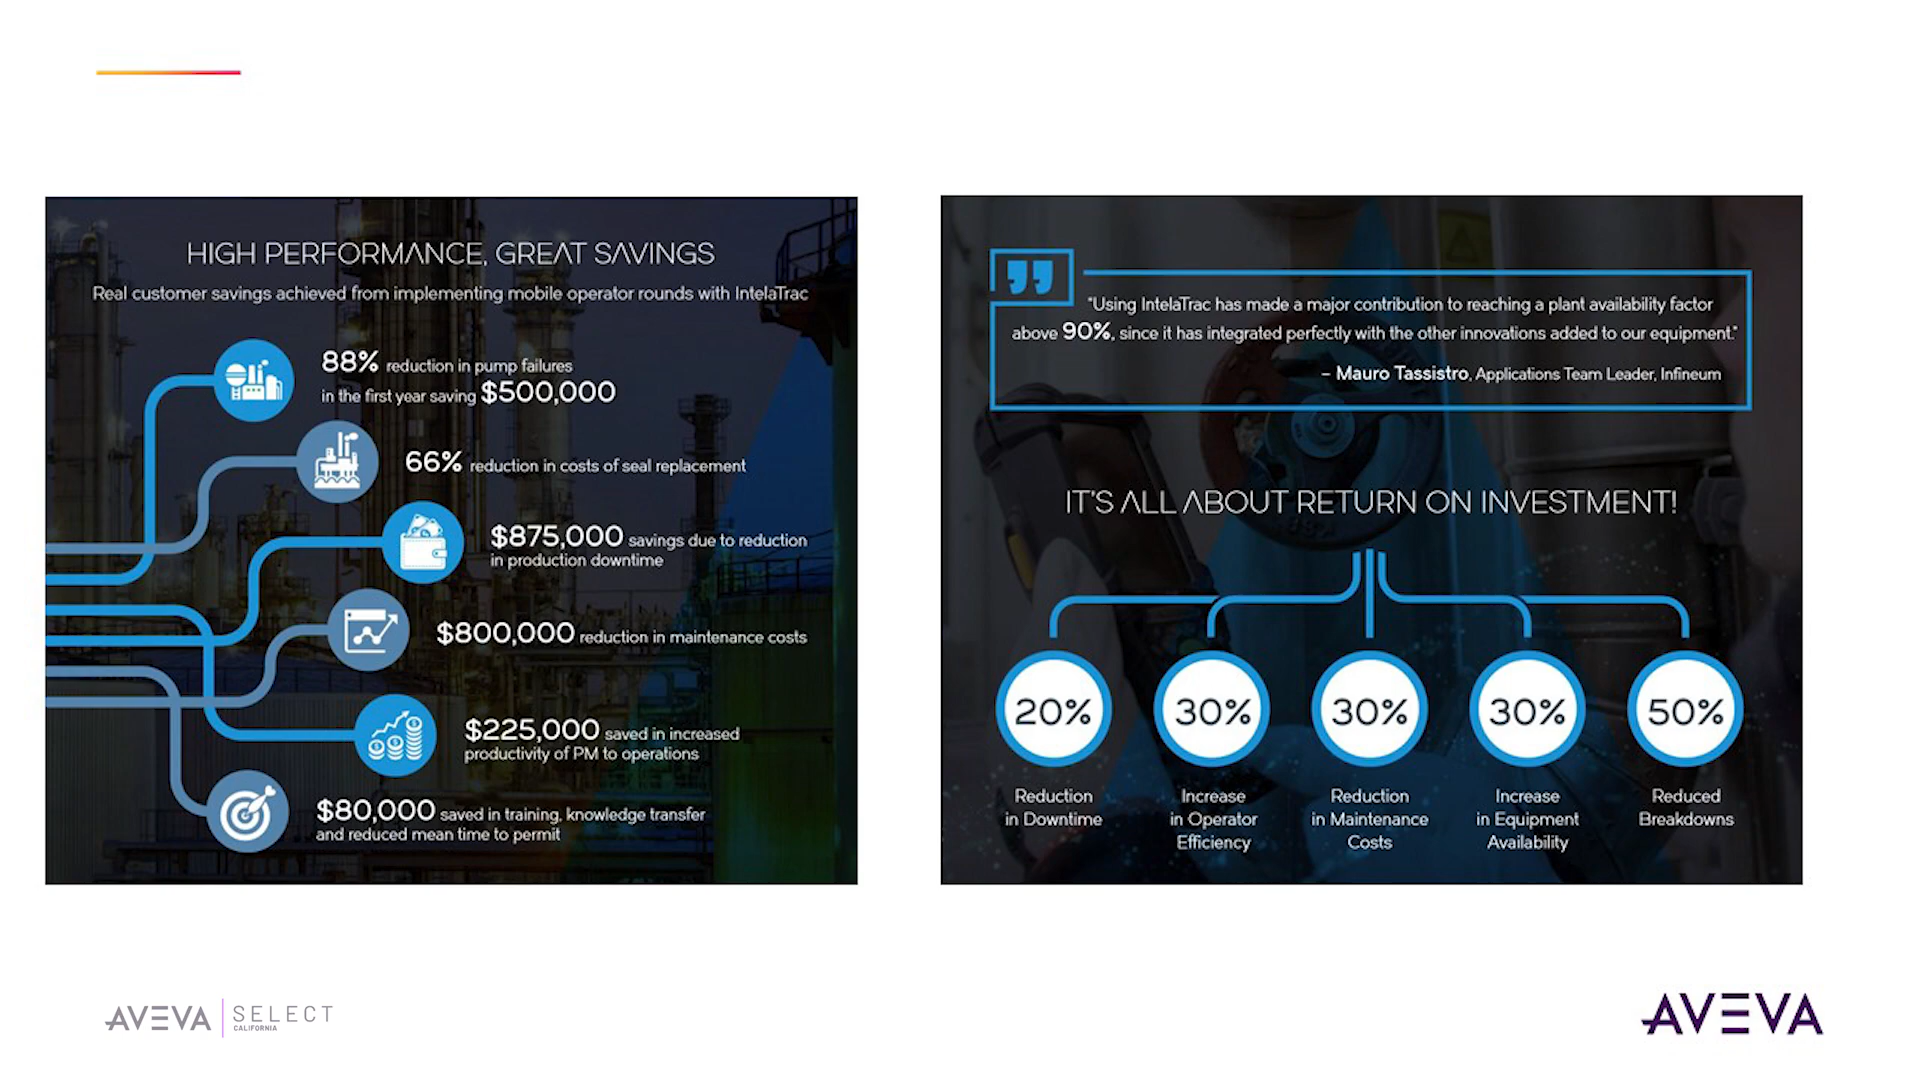 HIGH PERFORMANCE, GREAT SAVINGS
Real customer savings achieved from implementing mobile operator rounds with IntelaTrac
88% reduction in pump failures
in the first year saving $500,000
66% reduction in costs of seal replacement
$875,000 savings due to reduction
in production downtime
$800,000 reduction in maintenance costs
$225,000 saved in increased
productivity of PM to operations
$80,000 saved in training, knowledge transfer
and reduced mean time to permit
"Using IntelaTrac has made a major contribution to reaching a plant availability factor
above 90%, since it has integrated perfectly with the other innovations added to our equipment."
– Mauro Tassistro, Applications Team Leader, Infineum
IT'S ALL ABOUT RETURN ON INVESTMENT!
20% 30% 30% 30% 50%
Reduction Increase Reduction Increase Reduced
in Downtime in Operator in Maintenance in Equipment Breakdowns
Efficiency Costs Availability
AVEVA SELECT
CALIFORNIA
AVEVA